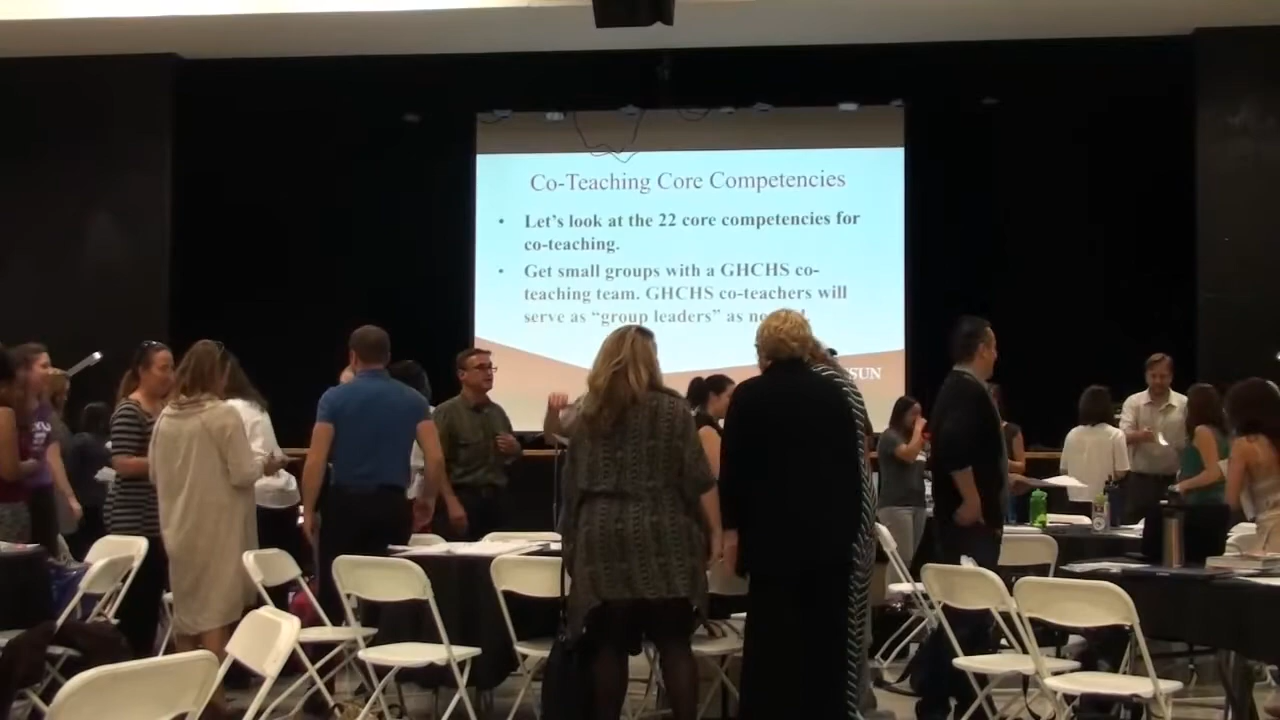 Co-Teaching Core Competencies
• Let's look at the 22 core competencies for
co-teaching.
• Get small groups with a GHCHS co-
teaching team. GHCHS co-teachers will
serve as “group leaders” as
SUN